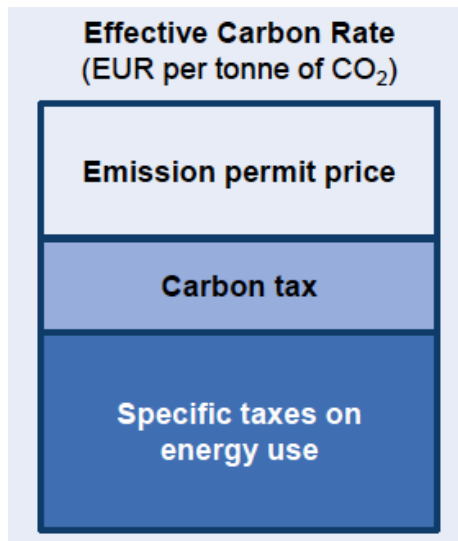 Effective Carbon Rate
(EUR per tonne of CO₂)
Emission permit price
Carbon tax
Specific taxes on
energy use